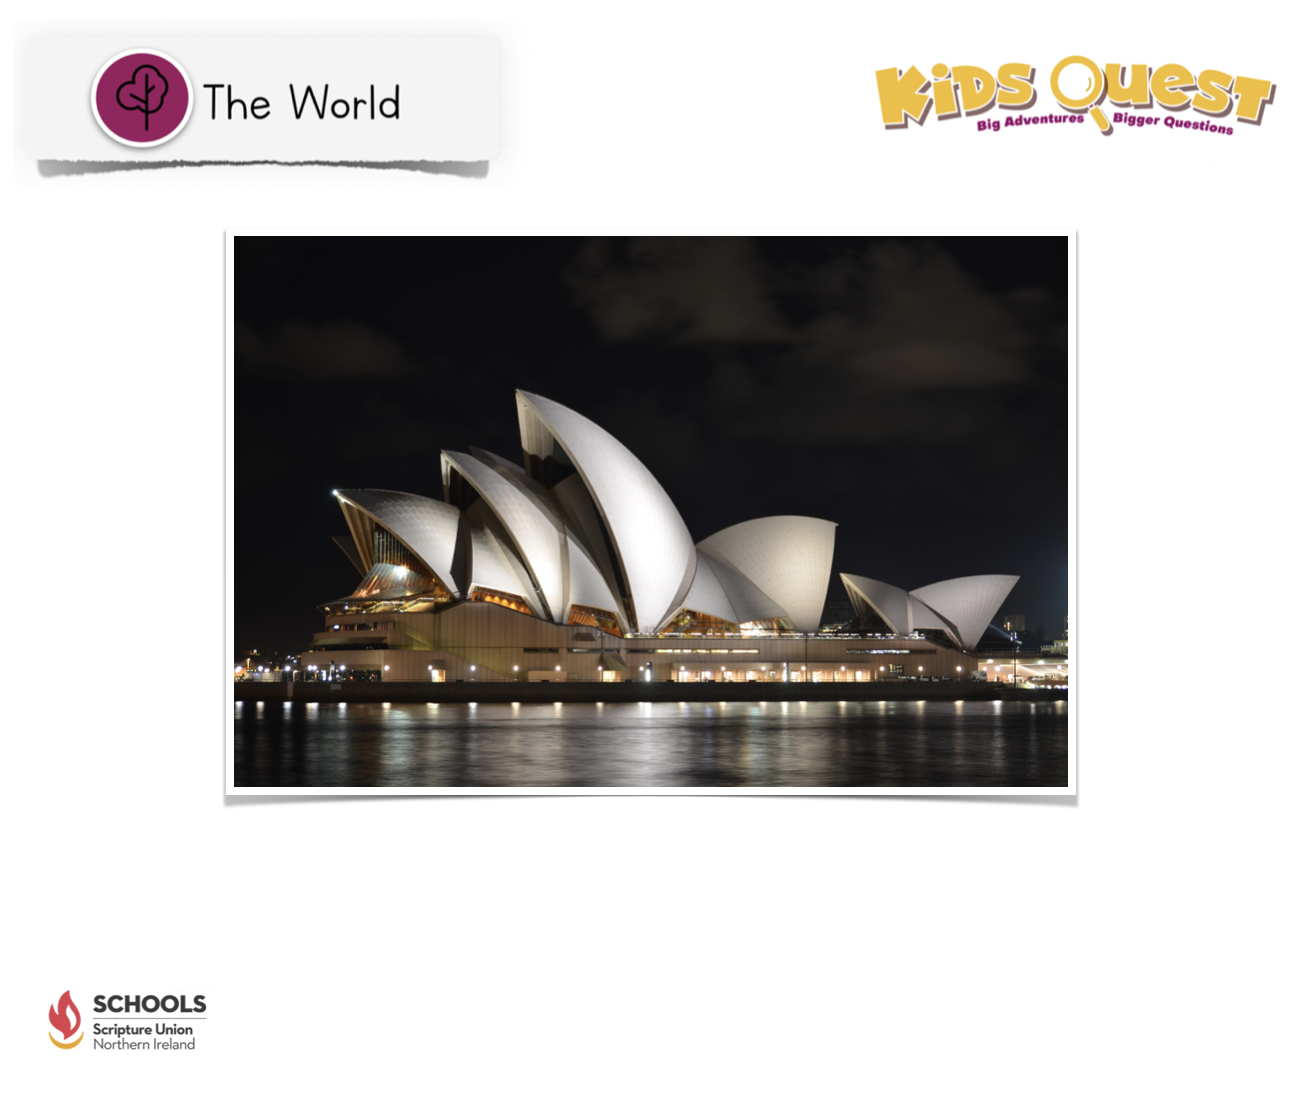 The World
KiDS QUEST
Big Adventures Bigger Questions
SCHOOLS
Scripture Union
Northern Ireland